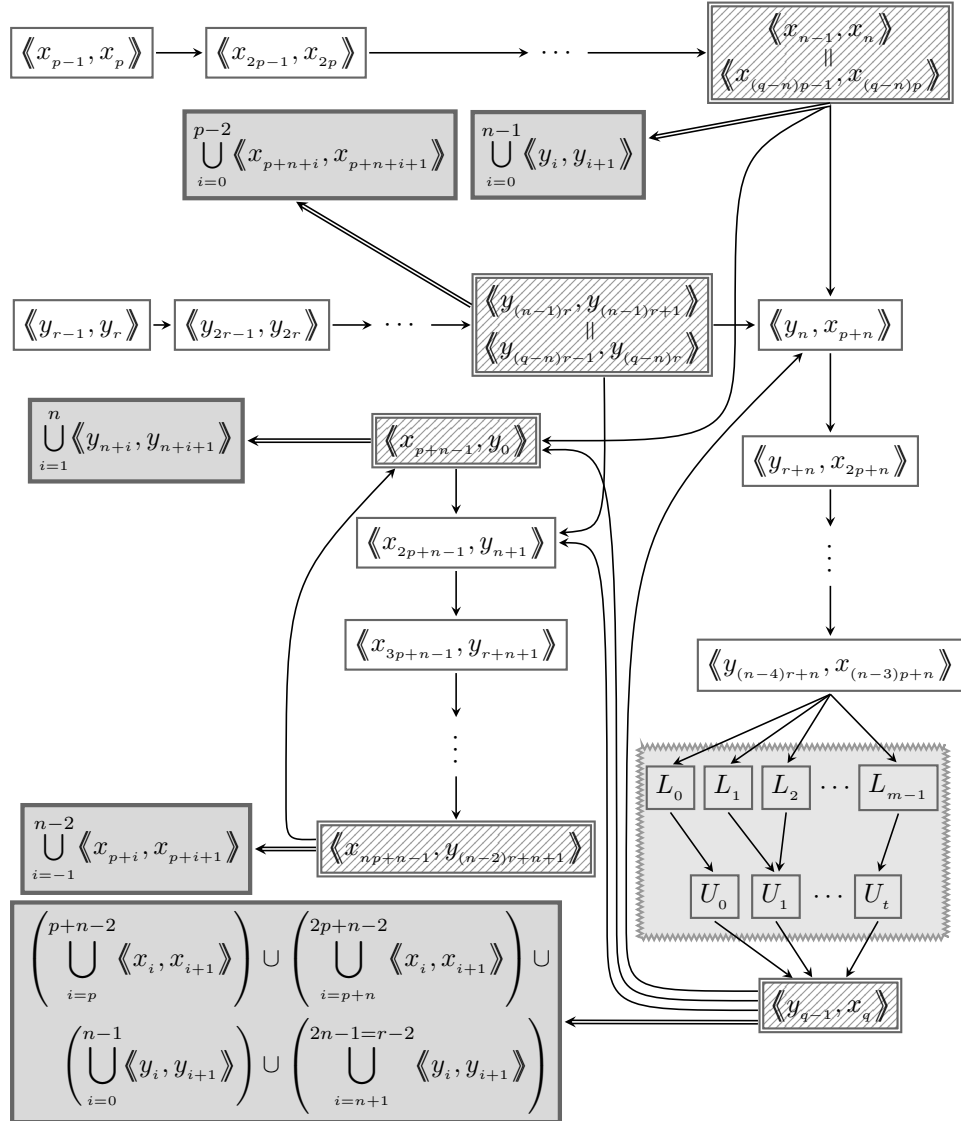 ⟪x_{p−1}, x_p⟫ ⟪x_{2p−1}, x_{2p}⟫ ⋯ ⟪x_{n−1}, x_n⟫
=
⟪x_{(q−n)p−1}, x_{(q−n)p}⟫
⋃_{i=0}^{p−2} ⟪x_{p+n+i}, x_{p+n+i+1}⟫ ⋃_{i=0}^{n−1} ⟪y_i, y_{i+1}⟫
⟪y_{(n−1)r}, y_{(n−1)r+1}⟫
=
⟪y_{(q−n)r−1}, y_{(q−n)r}⟫
⟪y_{r−1}, y_r⟫ ⟪y_{2r−1}, y_{2r}⟫ ⋯ ⟪y_n, x_{p+n}⟫
⋃_{i=1}^{n} ⟪y_{n+i}, y_{n+i+1}⟫ ⟪x_{p+n−1}, y_0⟫ ⟪y_{r+n}, x_{2p+n}⟫
⟪x_{2p+n−1}, y_{n+1}⟫ ⋮
⟪x_{3p+n−1}, y_{r+n+1}⟫ ⟪y_{(n−4)r+n}, x_{(n−3)p+n}⟫
⋮
L_0 L_1 L_2 ⋯ L_{m−1}
⋃_{i=−1}^{n−2} ⟪x_{p+i}, x_{p+i+1}⟫ ⟪x_{np+n−1}, y_{(n−2)r+n+1}⟫
U_0 U_1 ⋯ U_t
(⋃_{i=p}^{p+n−2} ⟪x_i, x_{i+1}⟫) ∪ (⋃_{i=p+n}^{2p+n−2} ⟪x_i, x_{i+1}⟫) ∪
⟪y_{q−1}, x_q⟫
(⋃_{i=0}^{n−1} ⟪y_i, y_{i+1}⟫) ∪ (⋃_{i=n+1}^{2n−1=r−2} ⟪y_i, y_{i+1}⟫)